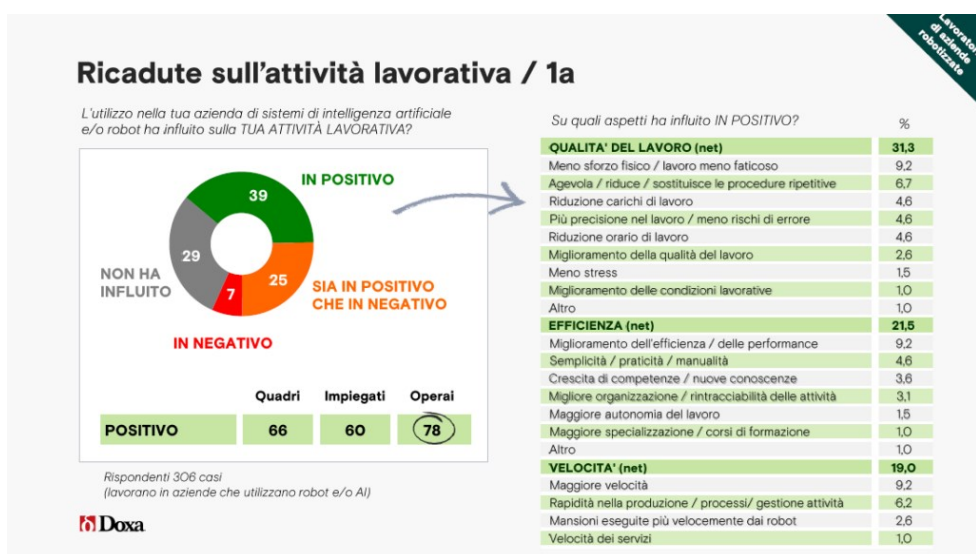 Lavoratori
di aziende
robotizzate
Ricadute sull'attività lavorativa / 1a
L'utilizzo nella tua azienda di sistemi di intelligenza artificiale
e/o robot ha influito sulla TUA ATTIVITÀ LAVORATIVA?
39
IN POSITIVO
29
NON HA
INFLUITO
7
25
SIA IN POSITIVO
CHE IN NEGATIVO
IN NEGATIVO
Quadri Impiegati Operai
POSITIVO 66 60 78
Rispondenti 306 casi
(lavorano in aziende che utilizzano robot e/o AI)
Doxa
Su quali aspetti ha influito IN POSITIVO? %
QUALITA' DEL LAVORO (net) 31,3
Meno sforzo fisico / lavoro meno faticoso 9,2
Agevola / riduce / sostituisce le procedure ripetitive 6,7
Riduzione carichi di lavoro 4,6
Più precisione nel lavoro / meno rischi di errore 4,6
Riduzione orario di lavoro 4,6
Miglioramento della qualità del lavoro 2,6
Meno stress 1,5
Miglioramento delle condizioni lavorative 1,0
Altro 1,0
EFFICIENZA (net) 21,5
Miglioramento dell'efficienza / delle performance 9,2
Semplicità / praticità / manualità 4,6
Crescita di competenze / nuove conoscenze 3,6
Migliore organizzazione / rintracciabilità delle attività 3,1
Maggiore autonomia del lavoro 1,5
Maggiore specializzazione / corsi di formazione 1,0
Altro 1,0
VELOCITA' (net) 19,0
Maggiore velocità 9,2
Rapidità nella produzione / processi/ gestione attività 6,2
Mansioni eseguite più velocemente dai robot 2,6
Velocità dei servizi 1,0